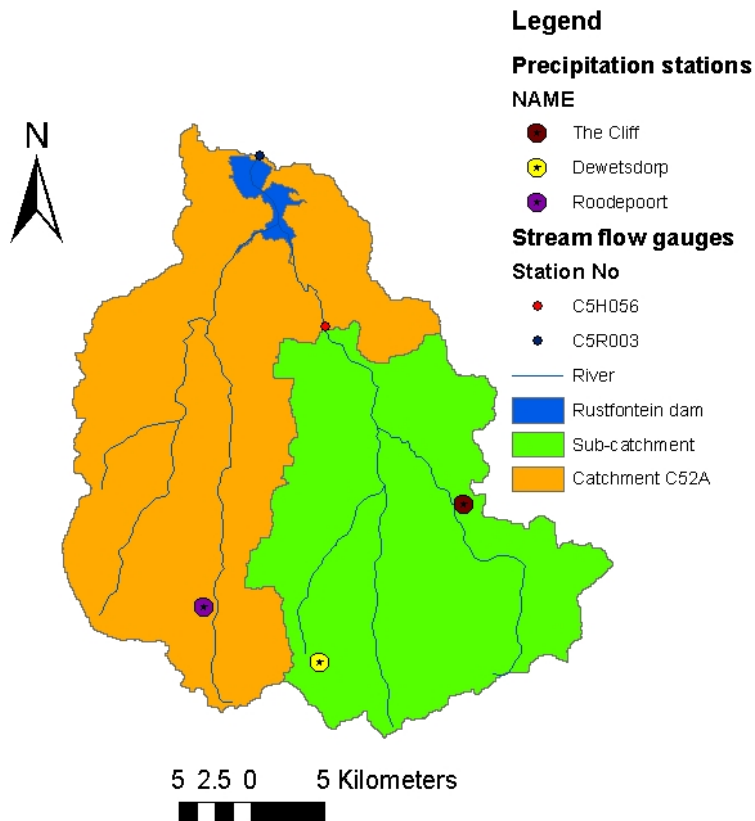 Legend
Precipitation stations
NAME
The Cliff
Dewetsdorp
Roodepoort
Stream flow gauges
Station No
C5H056
C5R003
River
Rustfontein dam
Sub-catchment
Catchment C52A
N
5 2.5 0 5 Kilometers